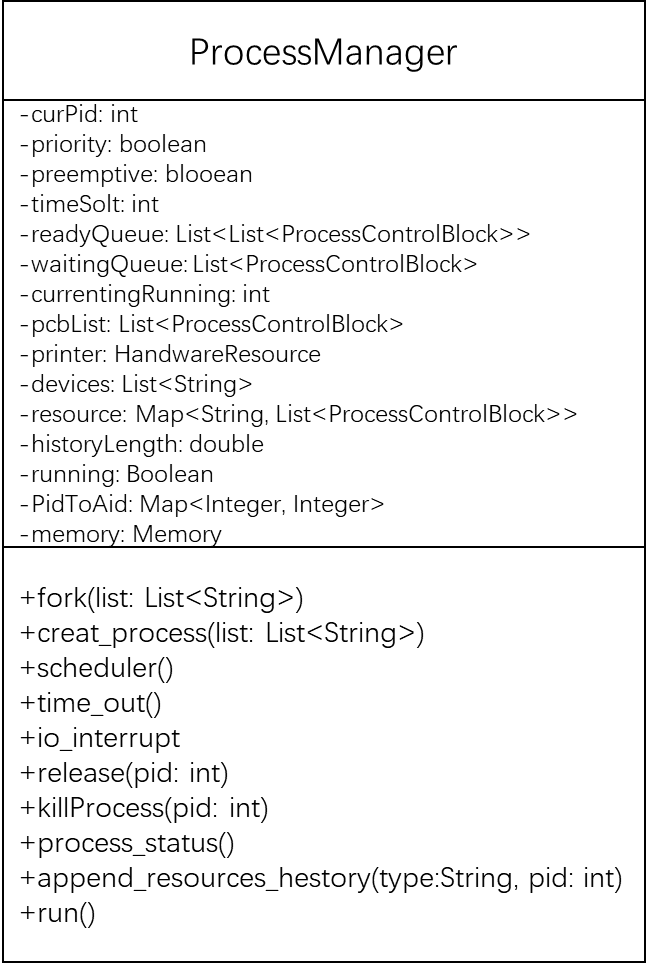 ProcessManager
-curPid: int
-priority: boolean
-preemptive: blooean
-timeSolt: int
-readyQueue: List<List<ProcessControlBlock>>
-waitingQueue: List<ProcessControlBlock>
-currentingRunning: int
-pcbList: List<ProcessControlBlock>
-printer: HandwareResource
-devices: List<String>
-resource: Map<String, List<ProcessControlBlock>>
-historyLength: double
-running: Boolean
-PidToAid: Map<Integer, Integer>
-memory: Memory
+fork(list: List<String>)
+creat_process(list: List<String>)
+scheduler()
+time_out()
+io_interrupt
+release(pid: int)
+killProcess(pid: int)
+process_status()
+append_resources_hestory(type:String, pid: int)
+run()